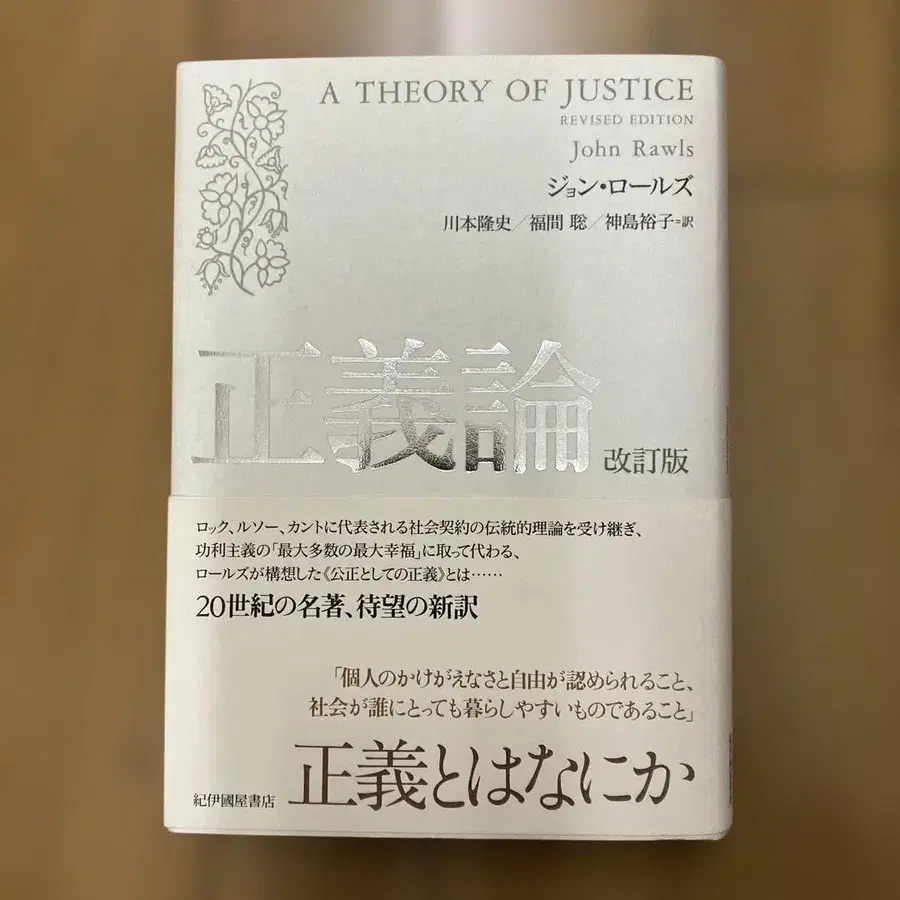 A THEORY OF JUSTICE
REVISED EDITION
John Rawls
ジョン・ロールズ
川本隆史／福間 聡／神島裕子=訳
正義論
改訂版
ロック、ルソー、カントに代表される社会契約の伝統的理論を受け継ぎ、
功利主義の「最大多数の最大幸福」に取って代わる、
ロールズが構想した《公正としての正義》とは……
20世紀の名著、待望の新訳
「個人のかけがえなさと自由が認められること、
社会が誰にとっても暮らしやすいものであること」
正義とはなにか
紀伊國屋書店